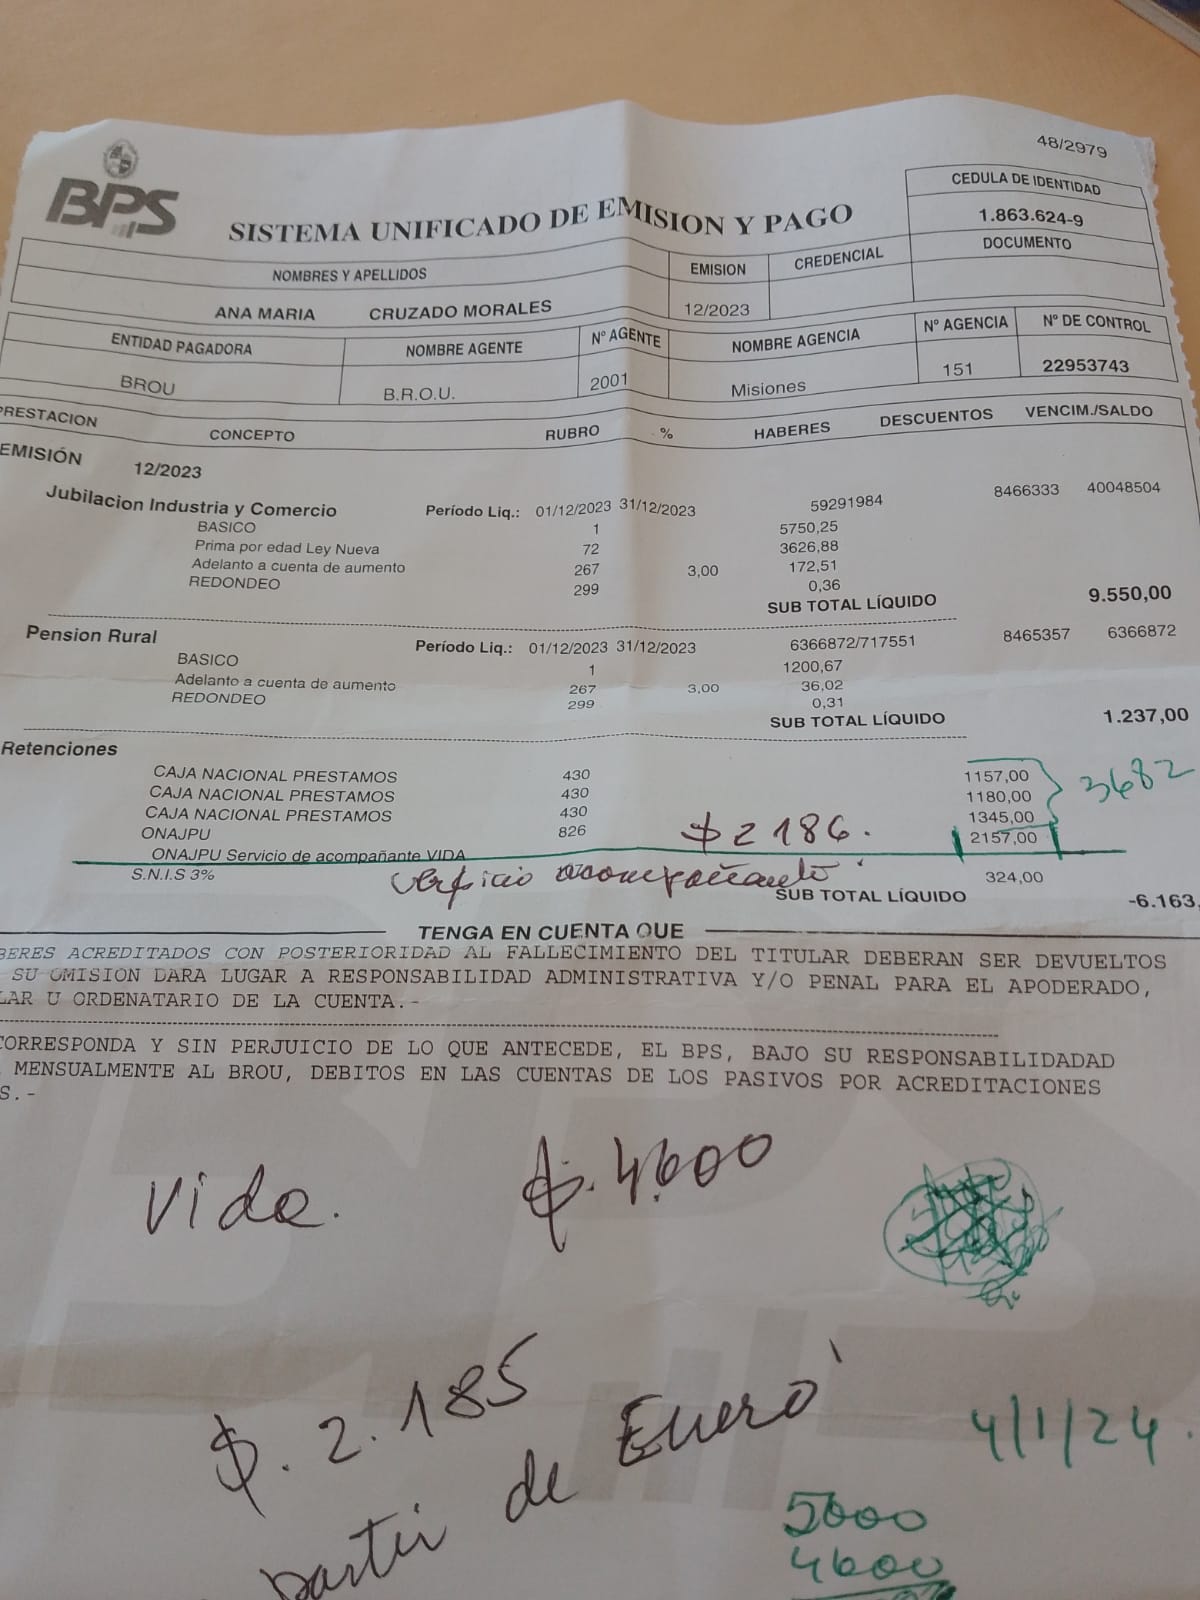 48/2979
BPS
SISTEMA UNIFICADO DE EMISION Y PAGO
CEDULA DE IDENTIDAD
1.863.624-9
DOCUMENTO
NOMBRES Y APELLIDOS EMISION CREDENCIAL
ANA MARIA CRUZADO MORALES 12/2023
ENTIDAD PAGADORA NOMBRE AGENTE Nº AGENTE NOMBRE AGENCIA Nº AGENCIA Nº DE CONTROL
BROU B.R.O.U. 2001 Misiones 151 22953743
PRESTACION CONCEPTO RUBRO % HABERES DESCUENTOS VENCIM./SALDO
EMISIÓN 12/2023
Jubilacion Industria y Comercio Período Liq.: 01/12/2023 31/12/2023 59291984 8466333 40048504
BASICO 1 5750,25
Prima por edad Ley Nueva 72 3626,88
Adelanto a cuenta de aumento 267 3,00 172,51
REDONDEO 299 0,36
SUB TOTAL LÍQUIDO 9.550,00
Pension Rural Período Liq.: 01/12/2023 31/12/2023 6366872/717551 8465357 6366872
BASICO 1 1200,67
Adelanto a cuenta de aumento 267 3,00 36,02
REDONDEO 299 0,31
SUB TOTAL LÍQUIDO 1.237,00
Retenciones
CAJA NACIONAL PRESTAMOS 430 1157,00
CAJA NACIONAL PRESTAMOS 430 1180,00 3682
CAJA NACIONAL PRESTAMOS 430 1345,00
ONAJPU 826 $ 2186. 2157,00
ONAJPU Servicio de acompañante VIDA
S.N.I.S 3% 324,00
SUB TOTAL LÍQUIDO -6.163,
TENGA EN CUENTA QUE
BERES ACREDITADOS CON POSTERIORIDAD AL FALLECIMIENTO DEL TITULAR DEBERAN SER DEVUELTOS
SU OMISION DARA LUGAR A RESPONSABILIDAD ADMINISTRATIVA Y/O PENAL PARA EL APODERADO,
LAR U ORDENATARIO DE LA CUENTA.-
CORRESPONDA Y SIN PERJUICIO DE LO QUE ANTECEDE, EL BPS, BAJO SU RESPONSABILIDADAD
MENSUALMENTE AL BROU, DEBITOS EN LAS CUENTAS DE LOS PASIVOS POR ACREDITACIONES
S.-
Vida. $. 4.600
$. 2.185
partir de Enero
4/1/24.
5000
4600